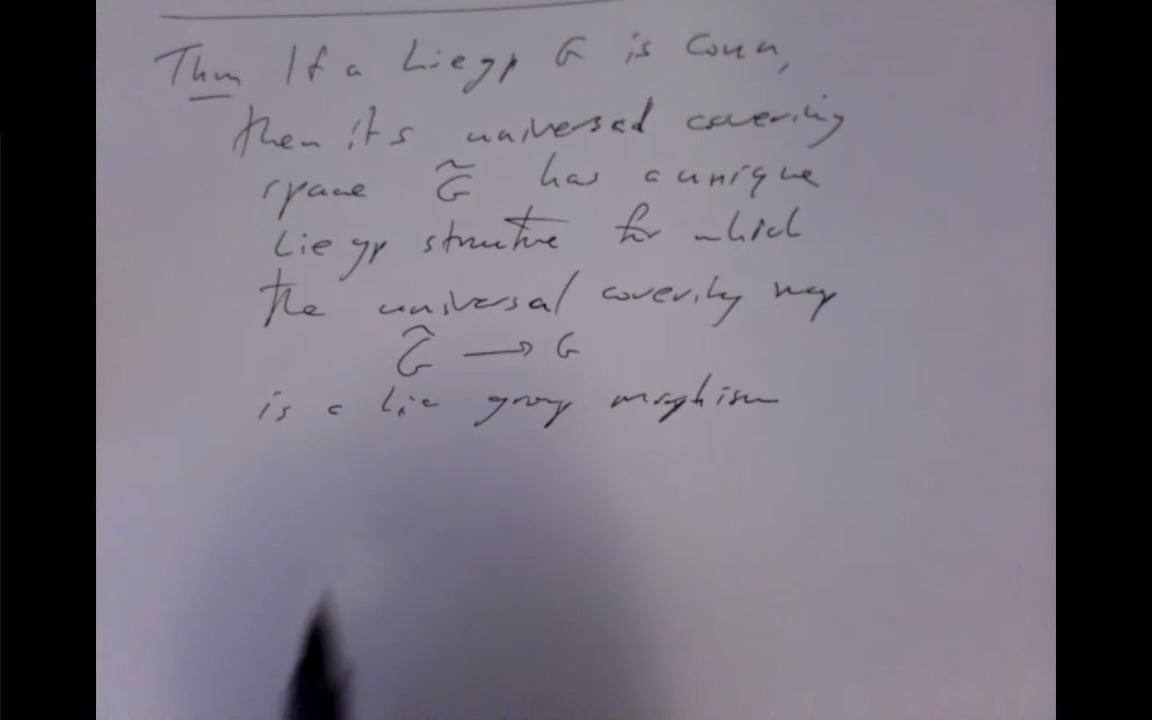 Thm If a Lie gp G is conn,
then its universal covering
space G̃ has a unique
Lie gp structure for which
the universal covering map
G̃ → G
is a Lie group morphism